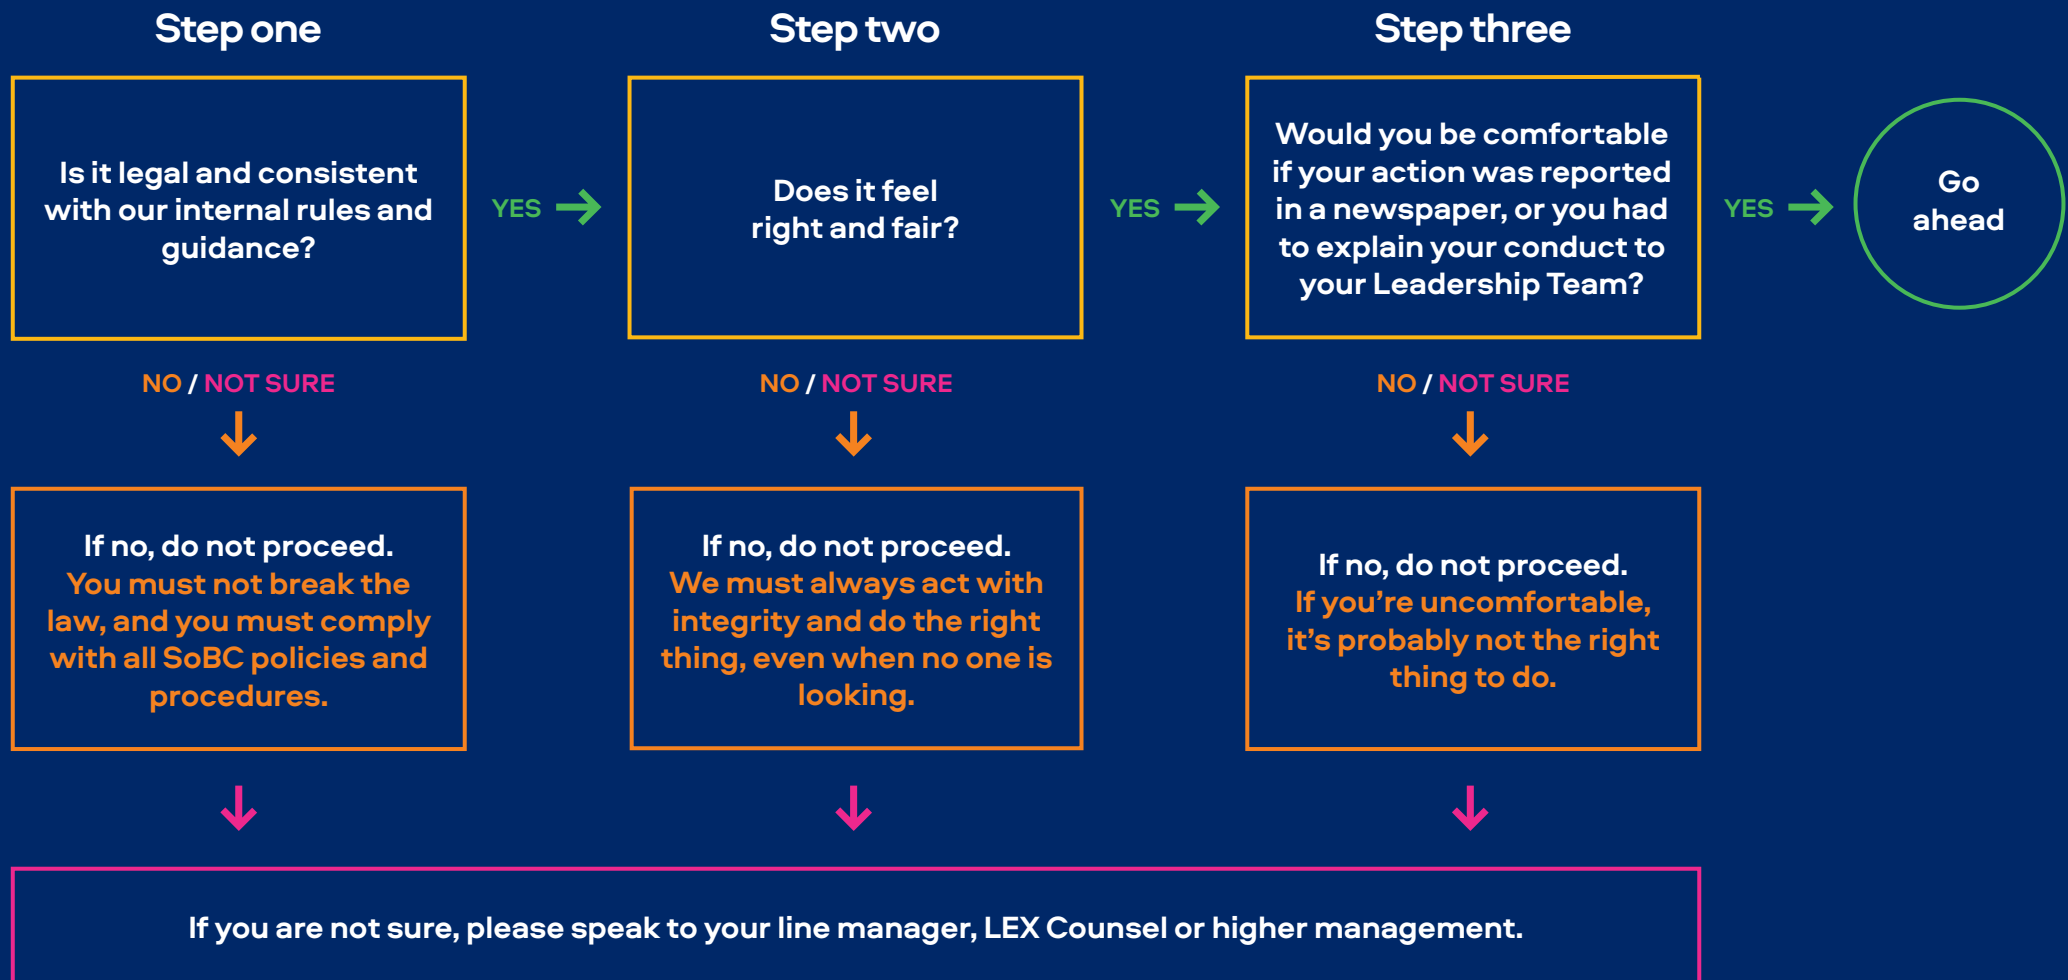 Step one
Is it legal and consistent
with our internal rules and
guidance?
YES
Step two
Does it feel
right and fair?
YES
Step three
Would you be comfortable
if your action was reported
in a newspaper, or you had
to explain your conduct to
your Leadership Team?
YES
Go
ahead
NO / NOT SURE
NO / NOT SURE
NO / NOT SURE
If no, do not proceed.
You must not break the
law, and you must comply
with all SoBC policies and
procedures.
If no, do not proceed.
We must always act with
integrity and do the right
thing, even when no one is
looking.
If no, do not proceed.
If you’re uncomfortable,
it’s probably not the right
thing to do.
If you are not sure, please speak to your line manager, LEX Counsel or higher management.